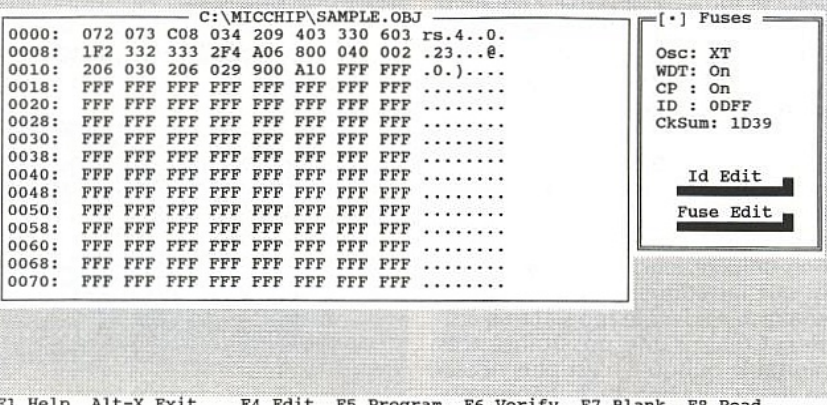 C:\MICCHIP\SAMPLE.OBJ
0000: 072 073 C08 034 209 403 330 603 rs.4..0.
0008: 1F2 332 333 2F4 A06 800 040 002 .23...@.
0010: 206 030 206 029 900 A10 FFF FFF .0.)....
0018: FFF FFF FFF FFF FFF FFF FFF FFF ........
0020: FFF FFF FFF FFF FFF FFF FFF FFF ........
0028: FFF FFF FFF FFF FFF FFF FFF FFF ........
0030: FFF FFF FFF FFF FFF FFF FFF FFF ........
0038: FFF FFF FFF FFF FFF FFF FFF FFF ........
0040: FFF FFF FFF FFF FFF FFF FFF FFF ........
0048: FFF FFF FFF FFF FFF FFF FFF FFF ........
0050: FFF FFF FFF FFF FFF FFF FFF FFF ........
0058: FFF FFF FFF FFF FFF FFF FFF FFF ........
0060: FFF FFF FFF FFF FFF FFF FFF FFF ........
0068: FFF FFF FFF FFF FFF FFF FFF FFF ........
0070: FFF FFF FFF FFF FFF FFF FFF FFF ........
[·] Fuses
Osc: XT
WDT: On
CP : On
ID : 0DFF
CkSum: 1D39
Id Edit
Fuse Edit
F1 Help Alt-X Exit F4 Edit F5 Program F6 Verify F7 Blank F8 Read